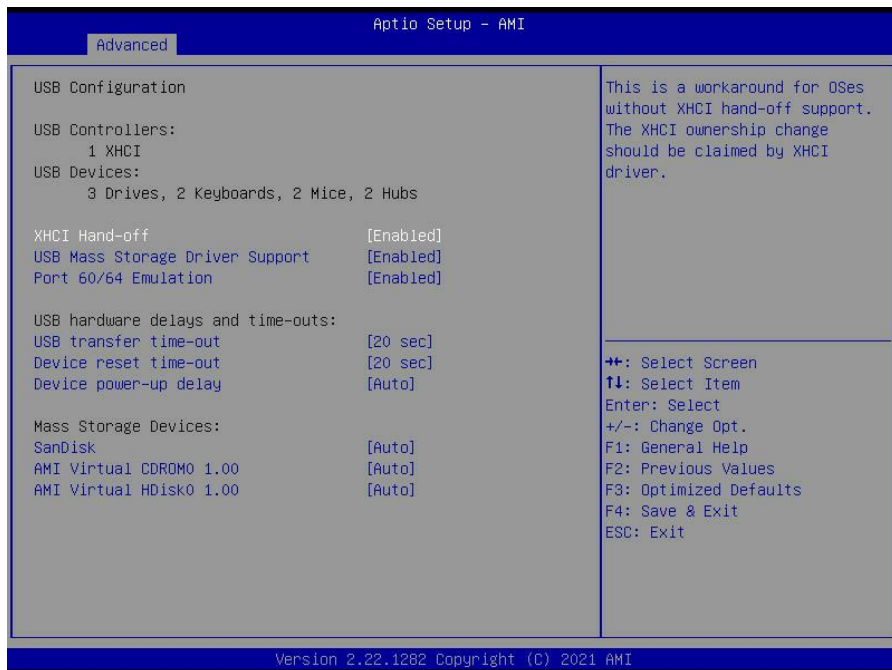 Aptio Setup – AMI
Advanced
USB Configuration
USB Controllers:
1 XHCI
USB Devices:
3 Drives, 2 Keyboards, 2 Mice, 2 Hubs
XHCI Hand-off [Enabled]
USB Mass Storage Driver Support [Enabled]
Port 60/64 Emulation [Enabled]
USB hardware delays and time-outs:
USB transfer time-out [20 sec]
Device reset time-out [20 sec]
Device power-up delay [Auto]
Mass Storage Devices:
SanDisk [Auto]
AMI Virtual CDROM0 1.00 [Auto]
AMI Virtual HDisk0 1.00 [Auto]
This is a workaround for OSes
without XHCI hand-off support.
The XHCI ownership change
should be claimed by XHCI
driver.
→←: Select Screen
↑↓: Select Item
Enter: Select
+/-: Change Opt.
F1: General Help
F2: Previous Values
F3: Optimized Defaults
F4: Save & Exit
ESC: Exit
Version 2.22.1282 Copyright (C) 2021 AMI